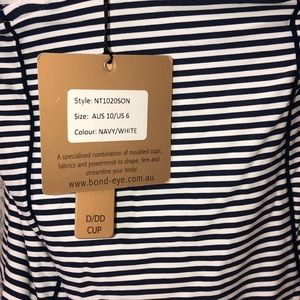 Style: NT1020SON
Size: AUS 10/US 6
Colour: NAVY/WHITE
A specialised combination of moulded cups,
fabrics and powermesh to shape, firm and
streamline your body!
www.bond-eye.com.au
D/DD
CUP